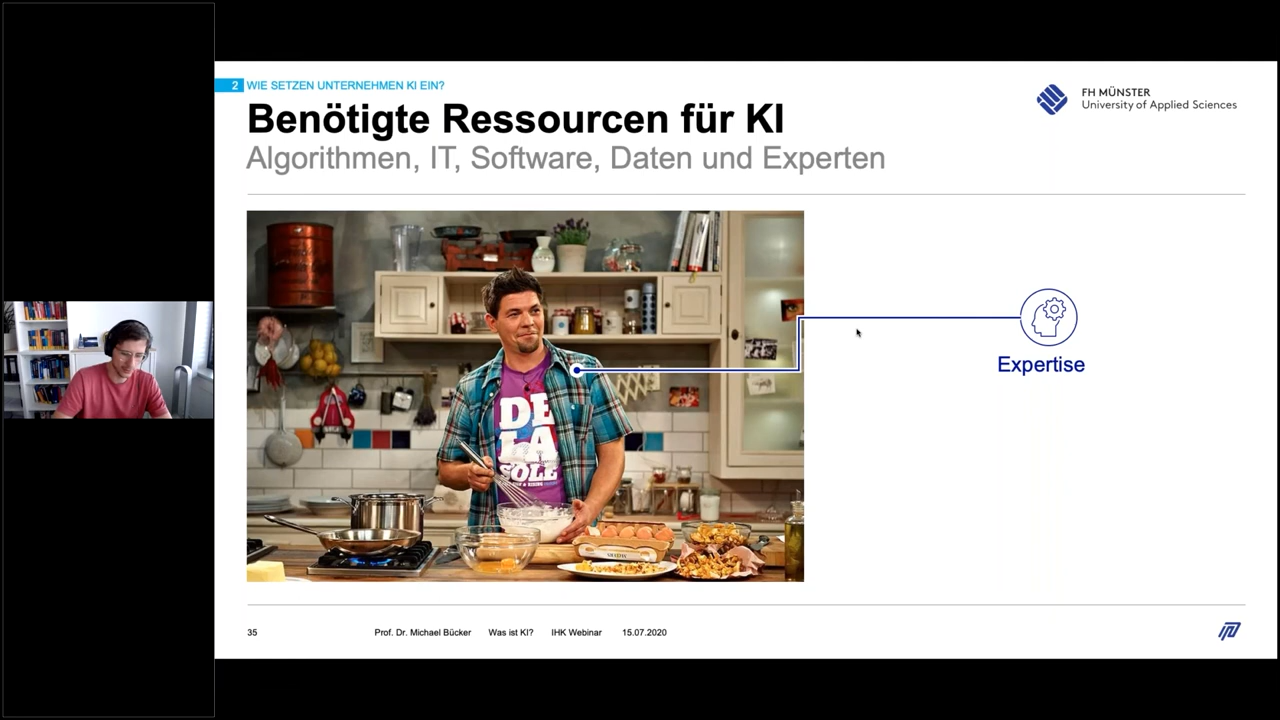 2 WIE SETZEN UNTERNEHMEN KI EIN?
Benötigte Ressourcen für KI
Algorithmen, IT, Software, Daten und Experten
FH MÜNSTER
University of Applied Sciences
DE
LA
SOLL
Expertise
35 Prof. Dr. Michael Bücker Was ist KI? IHK Webinar 15.07.2020